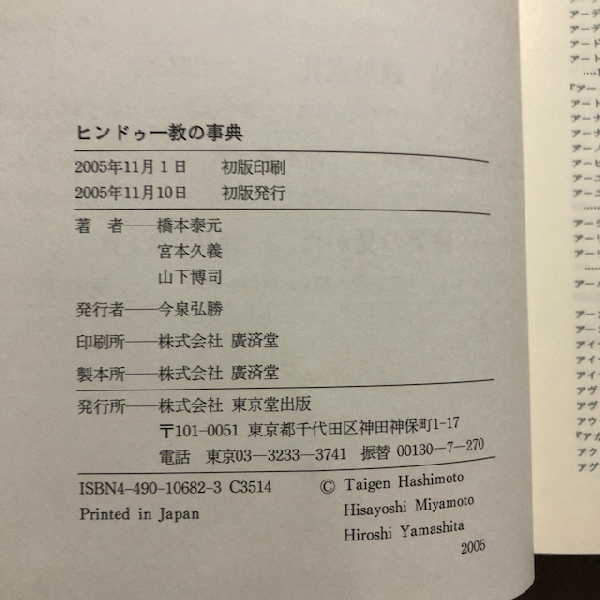 ヒンドゥー教の事典
2005年11月1日 初版印刷
2005年11月10日 初版発行
著 者──橋本泰元
宮本久義
山下博司
発行者──今泉弘勝
印刷所──株式会社 廣済堂
製本所──株式会社 廣済堂
発行所──株式会社 東京堂出版
〒101-0051 東京都千代田区神田神保町1-17
電話 東京03-3233-3741 振替 00130-7-270
ISBN4-490-10682-3 C3514
Printed in Japan
© Taigen Hashimoto
Hisayoshi Miyamoto
Hiroshi Yamashita
2005